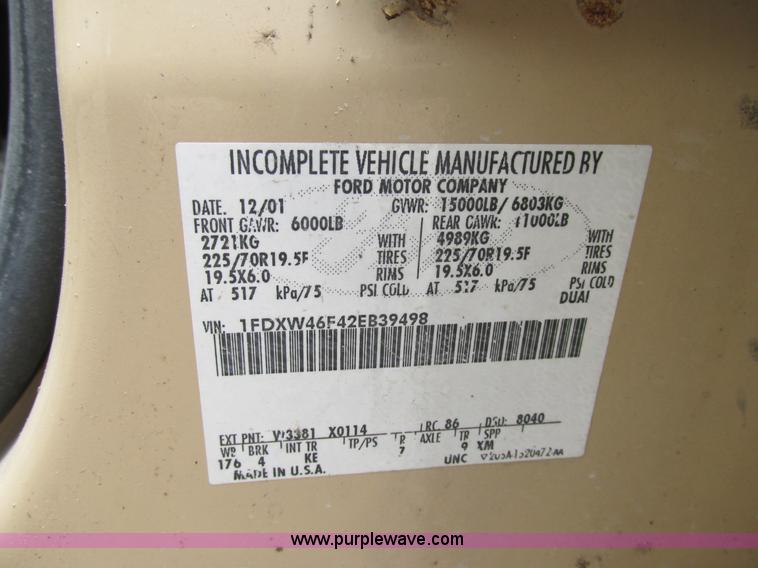 INCOMPLETE VEHICLE MANUFACTURED BY
FORD MOTOR COMPANY
DATE. 12/01 GVWR: 15000LB/ 6803KG
FRONT GAWR: 6000LB REAR GAWR: 11000LB
2721KG WITH 4989KG WITH
225/70R19.5F TIRES 225/70R19.5F TIRES
19.5X6.0 RIMS 19.5X6.0 RIMS
AT 517 kPa/75 PSI COLD AT 517 kPa/75 PSI COLD
DUAL
VIN: 1FDXW46F42EB39498
EXT PNT: X0114 RC: 86 DSO: 8040
WB BRK INT TR TP/PS R AXLE TR SPP
176 4 KE 7 9 XM
MADE IN U.S.A. UNC
www.purplewave.com